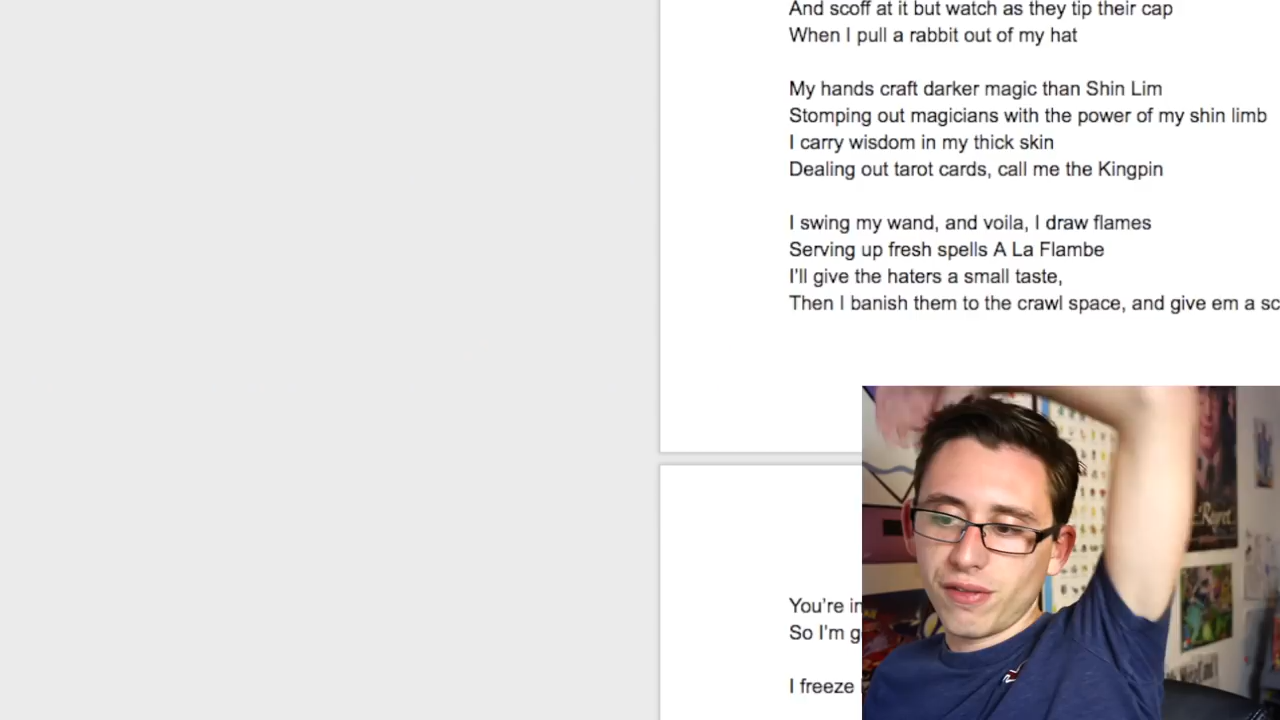 And scoff at it but watch as they tip their cap
When I pull a rabbit out of my hat
My hands craft darker magic than Shin Lim
Stomping out magicians with the power of my shin limb
I carry wisdom in my thick skin
Dealing out tarot cards, call me the Kingpin
I swing my wand, and voila, I draw flames
Serving up fresh spells A La Flambe
I'll give the haters a small taste,
Then I banish them to the crawl space, and give em a sc
You're in
So I'm g
I freeze